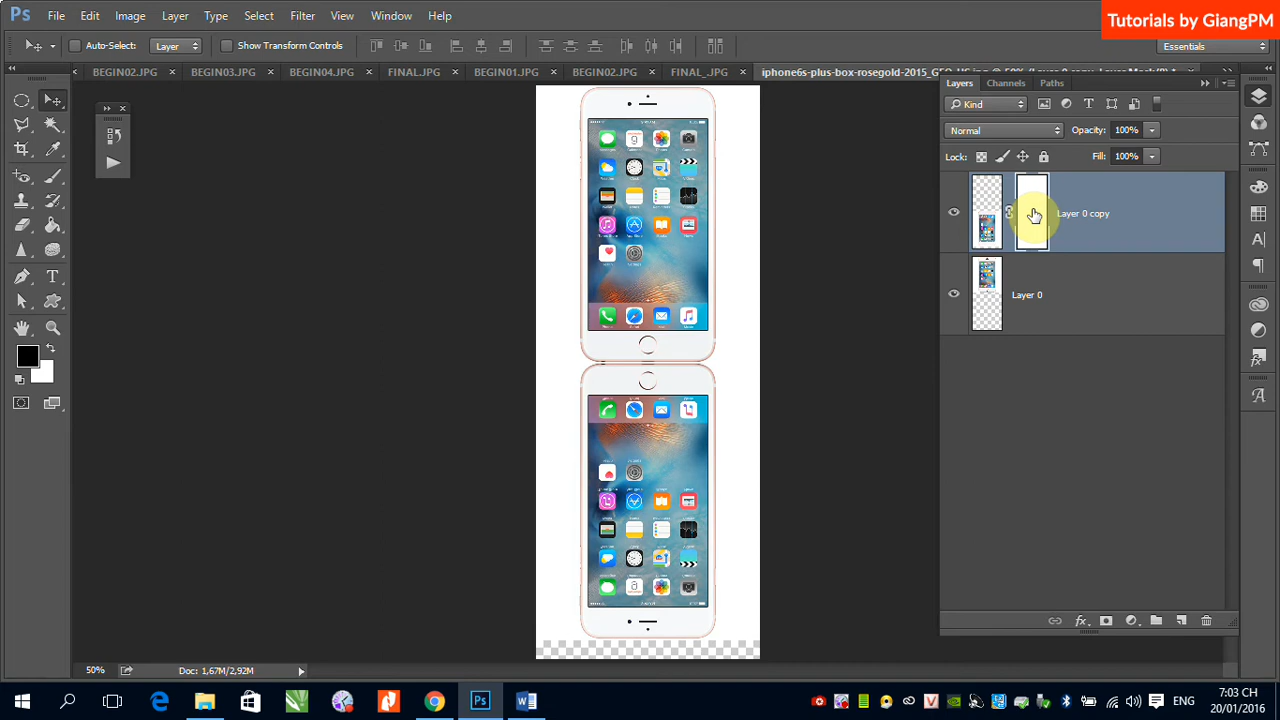 Ps File Edit Image Layer Type Select Filter View Window Help
Tutorials by GiangPM
Auto-Select: Layer Show Transform Controls
Essentials
BEGIN02.JPG × BEGIN03.JPG × BEGIN04.JPG × FINAL.JPG × BEGIN01.JPG × BEGIN02.JPG × FINAL_.JPG ×
Layers Channels Paths
Kind
Normal Opacity: 100%
Lock: Fill: 100%
Layer 0 copy
Layer 0
50% Doc: 1,67M/2,92M
ENG
7:03 CH
20/01/2016